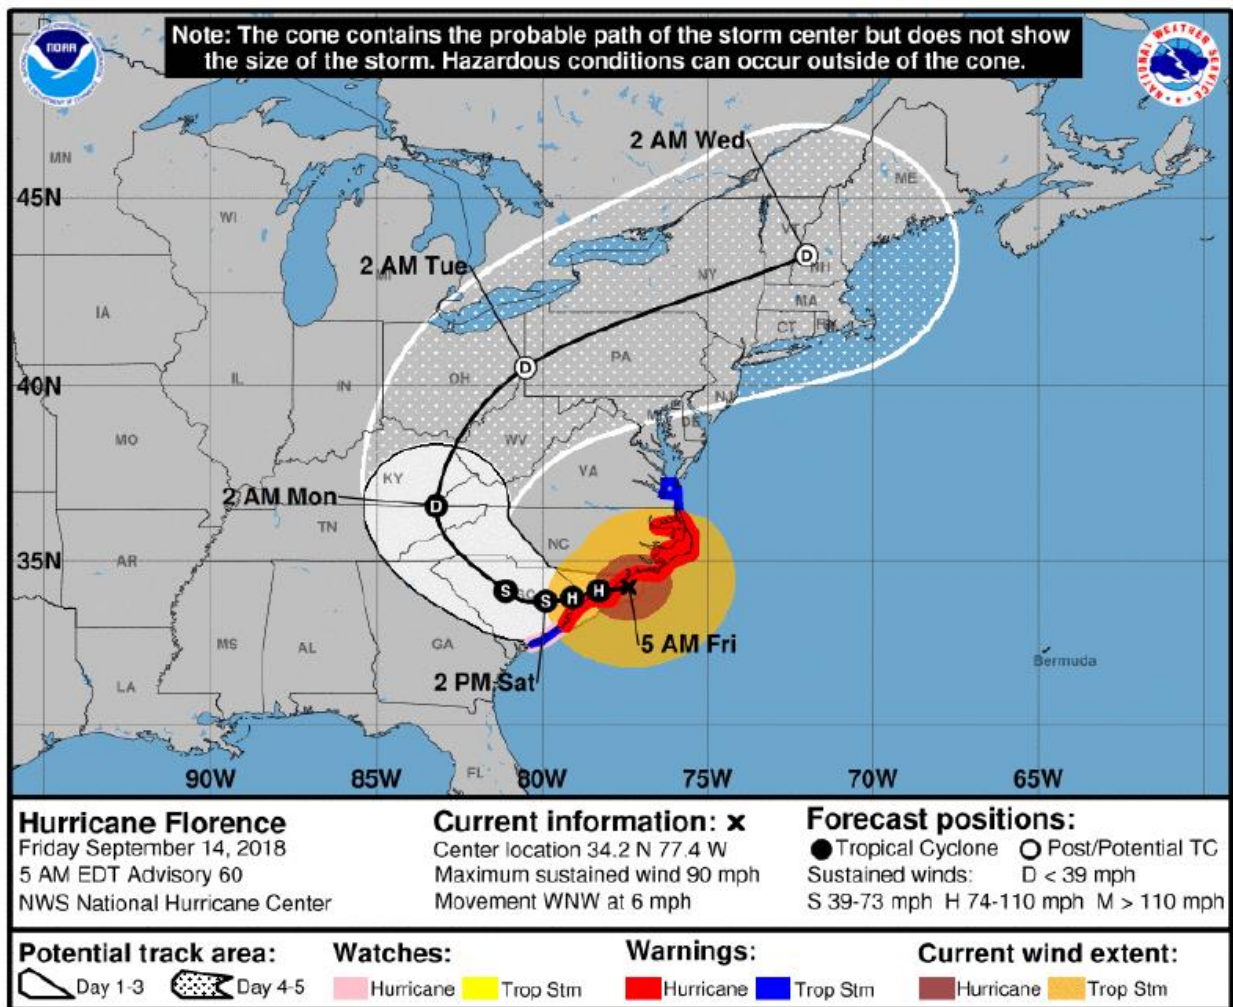 Note: The cone contains the probable path of the storm center but does not show
the size of the storm. Hazardous conditions can occur outside of the cone.
NOAA
NATIONAL WEATHER SERVICE
2 AM Wed
MN
ME
45N
WI
VT
2 AM Tue
MI
NY
NH
MA
IA
CT
RI
PA
40N
IL
IN
OH
NJ
MD
DE
MO
WV
KY
VA
2 AM Mon
TN
NC
35N
AR
SC
MS
AL
GA
5 AM Fri
Bermuda
2 PM Sat
LA
FL
90W 85W 80W 75W 70W 65W
D
D
D
S
S
H
H
Hurricane Florence
Friday September 14, 2018
5 AM EDT Advisory 60
NWS National Hurricane Center
Current information: x
Center location 34.2 N 77.4 W
Maximum sustained wind 90 mph
Movement WNW at 6 mph
Forecast positions:
Tropical Cyclone Post/Potential TC
Sustained winds: D < 39 mph
S 39-73 mph H 74-110 mph M > 110 mph
Potential track area:
Day 1-3 Day 4-5
Watches:
Hurricane Trop Stm
Warnings:
Hurricane Trop Stm
Current wind extent:
Hurricane Trop Stm